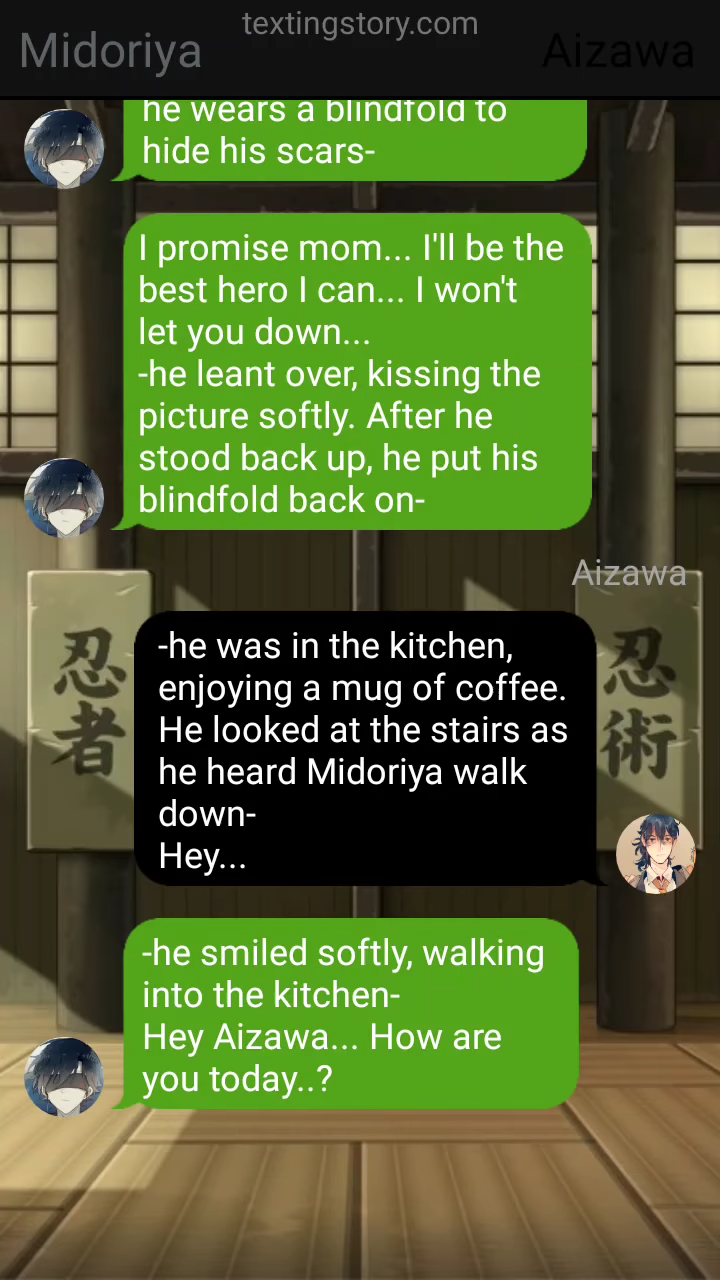 textingstory.com
Midoriya
Aizawa
he wears a blindfold to
hide his scars-
I promise mom... I'll be the
best hero I can... I won't
let you down...
-he leant over, kissing the
picture softly. After he
stood back up, he put his
blindfold back on-
Aizawa
-he was in the kitchen,
enjoying a mug of coffee.
He looked at the stairs as
he heard Midoriya walk
down-
Hey...
忍者
忍術
-he smiled softly, walking
into the kitchen-
Hey Aizawa... How are
you today..?